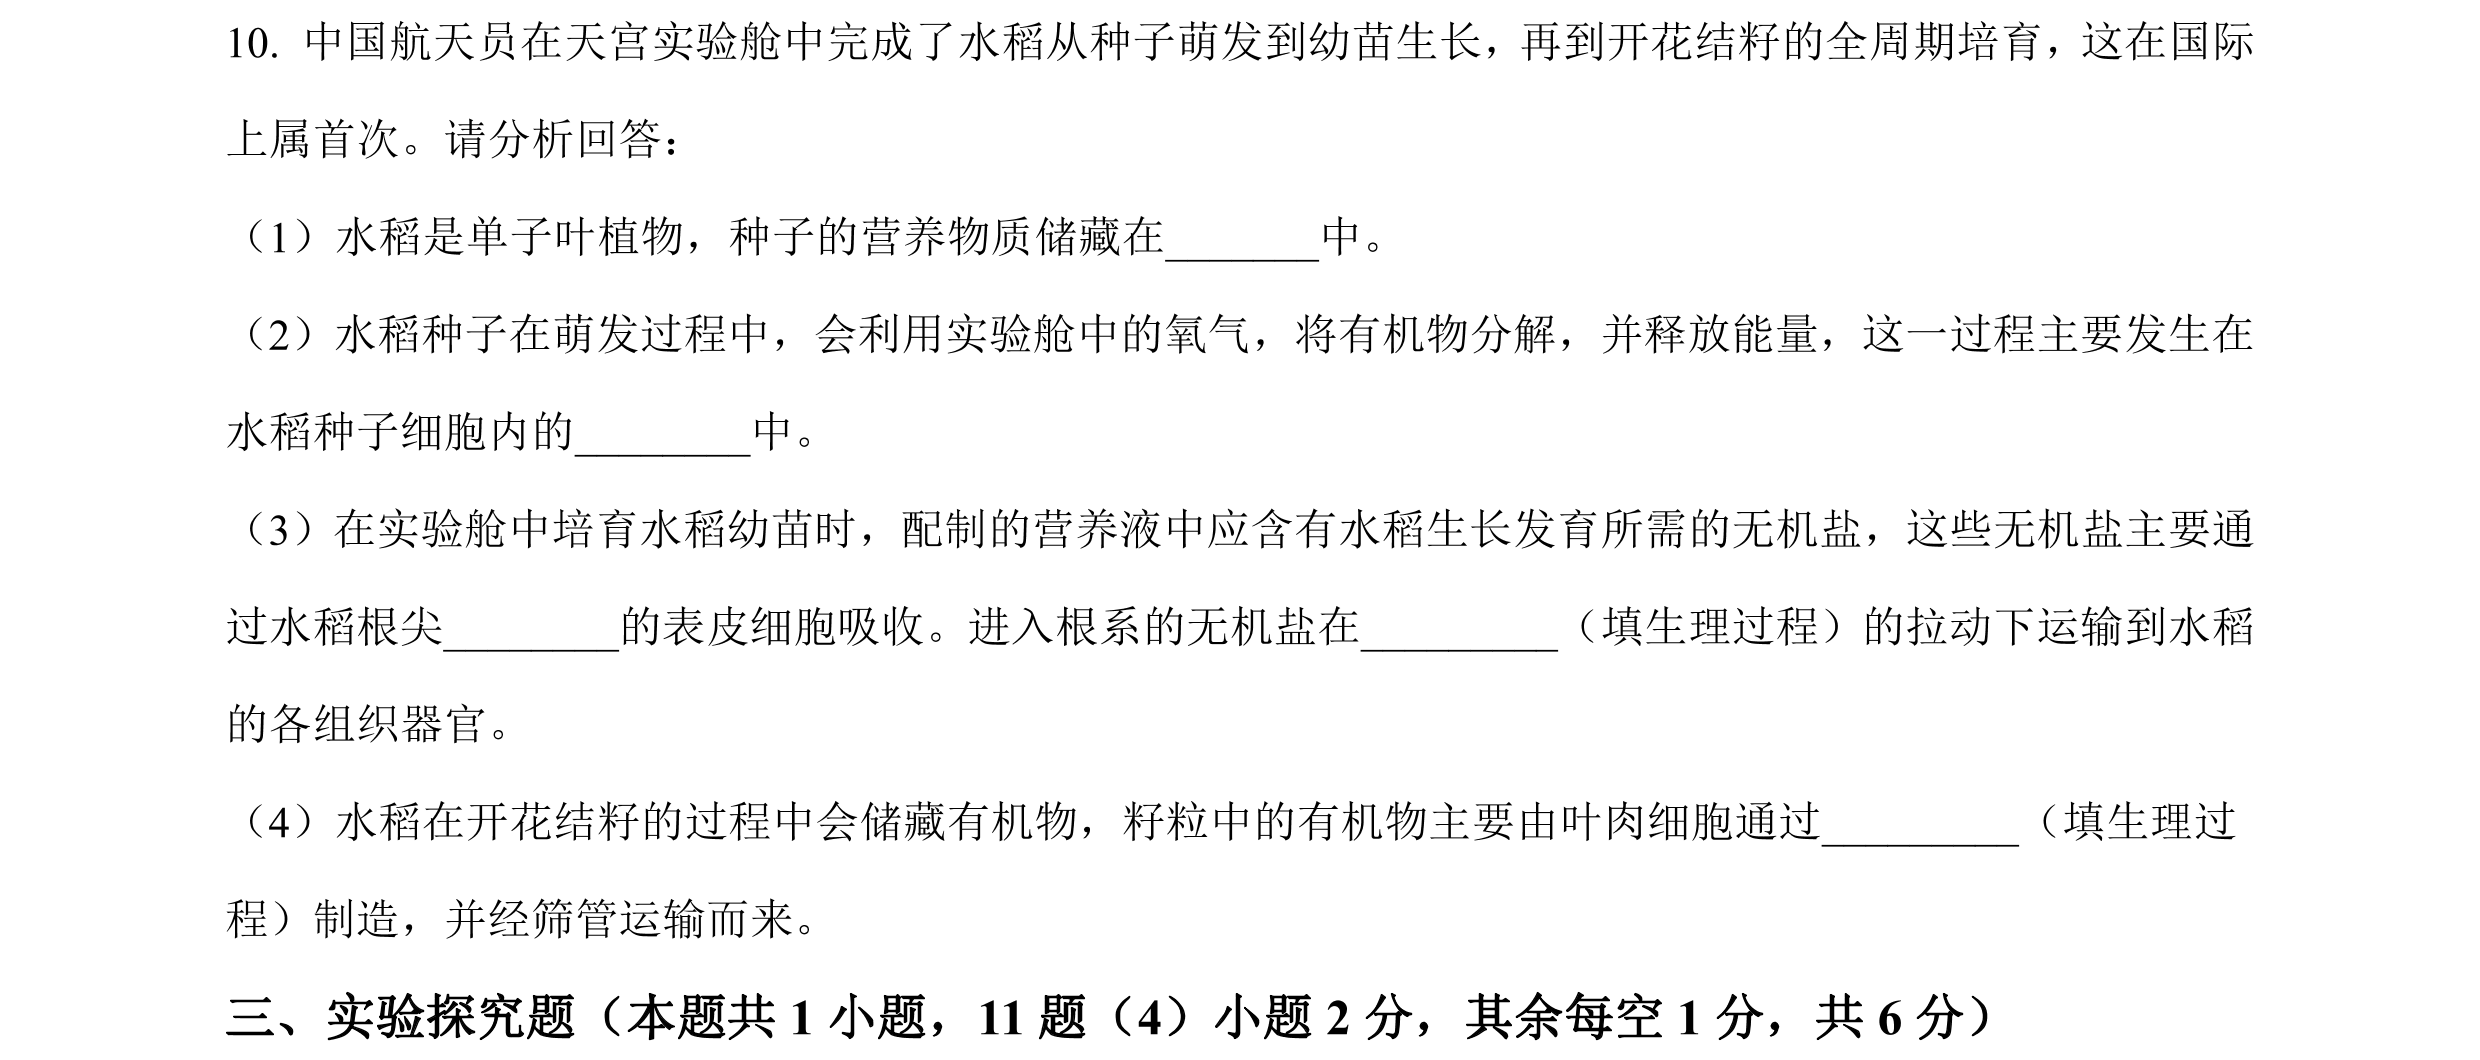 10. 中国航天员在天宫实验舱中完成了水稻从种子萌发到幼苗生长，再到开花结籽的全周期培育，这在国际
上属首次。请分析回答：
（1）水稻是单子叶植物，种子的营养物质储藏在_______中。
（2）水稻种子在萌发过程中，会利用实验舱中的氧气，将有机物分解，并释放能量，这一过程主要发生在
水稻种子细胞内的________中。
（3）在实验舱中培育水稻幼苗时，配制的营养液中应含有水稻生长发育所需的无机盐，这些无机盐主要通
过水稻根尖________的表皮细胞吸收。进入根系的无机盐在_________（填生理过程）的拉动下运输到水稻
的各组织器官。
（4）水稻在开花结籽的过程中会储藏有机物，籽粒中的有机物主要由叶肉细胞通过_________（填生理过
程）制造，并经筛管运输而来。
三、实验探究题（本题共 1 小题，11 题（4）小题 2 分，其余每空 1 分，共 6 分）